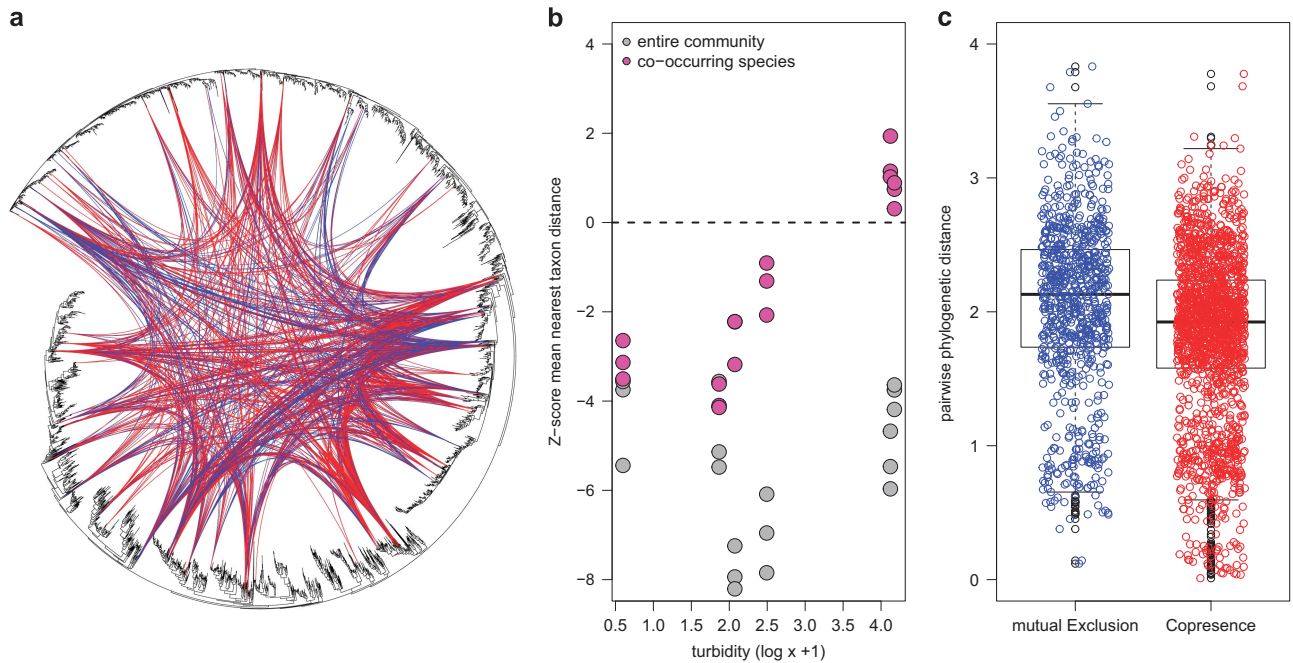 a
b
Z−score mean nearest taxon distance
4
2
0
−2
−4
−6
−8
entire community
co−occurring species
0.5 1.0 1.5 2.0 2.5 3.0 3.5 4.0
turbidity (log x +1)
c
pairwise phylogenetic distance
4
3
2
1
0
mutual Exclusion Copresence